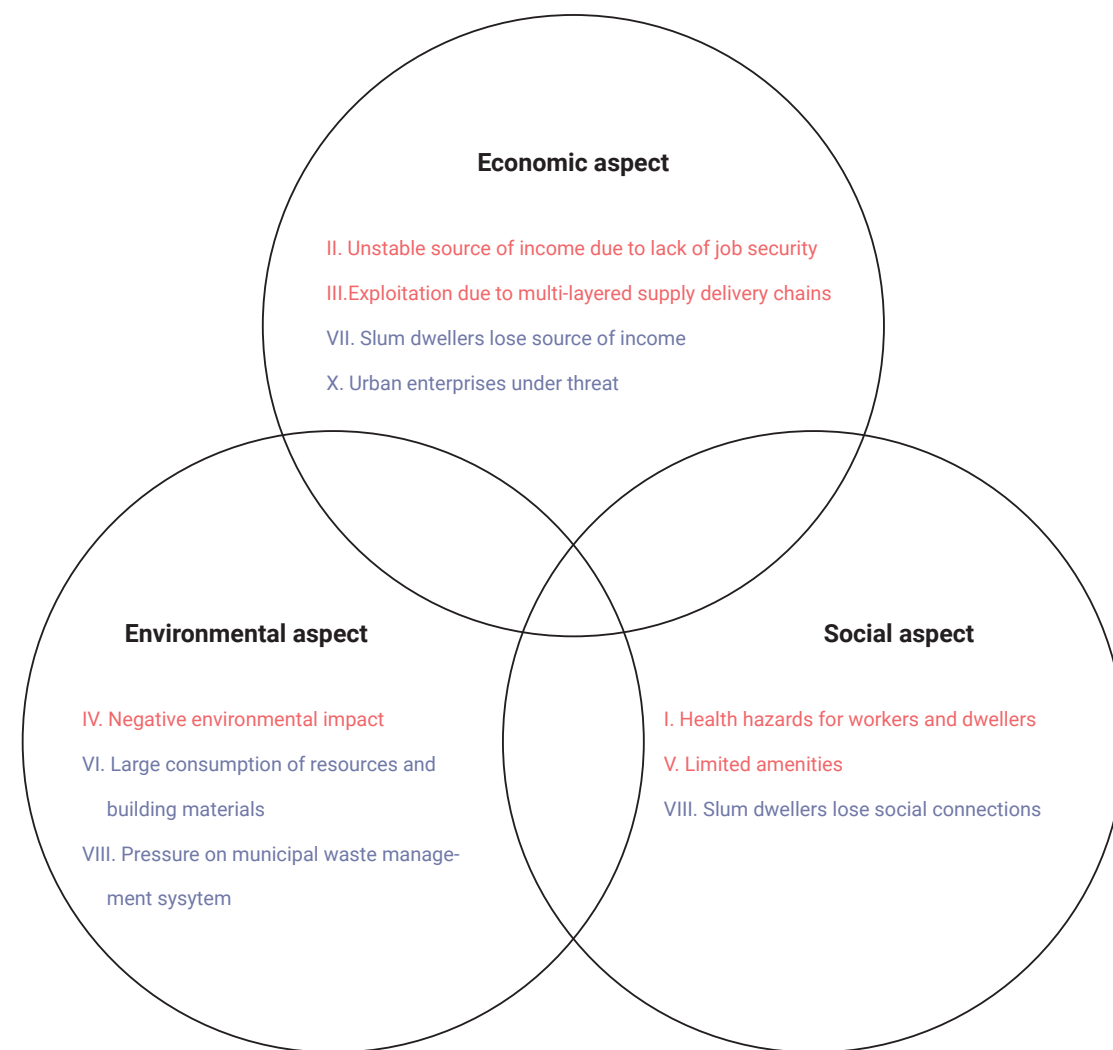 Economic aspect
II. Unstable source of income due to lack of job security
III.Exploitation due to multi-layered supply delivery chains
VII. Slum dwellers lose source of income
X. Urban enterprises under threat
Environmental aspect
IV. Negative environmental impact
VI. Large consumption of resources and
building materials
VIII. Pressure on municipal waste manage-
ment sysytem
Social aspect
I. Health hazards for workers and dwellers
V. Limited amenities
VIII. Slum dwellers lose social connections